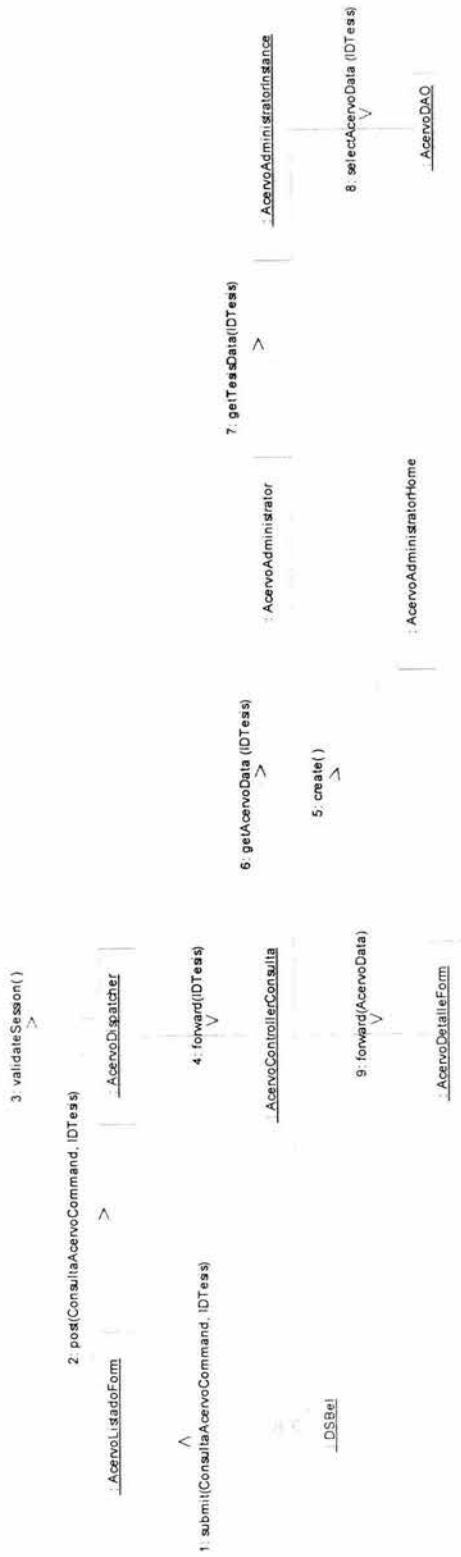 3: validateSession( )
2: post(ConsultaAcervoCommand, IDTesis)
: AcervoListadoForm
: AcervoDispatcher
1: submit(ConsultaAcervoCommand, IDTesis)
4: forward(IDTesis)
: DSBel
: AcervoControllerConsulta
9: forward(AcervoData)
: AcervoDetalleForm
6: getAcervoData (IDTesis)
5: create( )
: AcervoAdministrator
: AcervoAdministratorHome
7: getTesisData(IDTesis)
: AcervoAdministratorInstance
8: selectAcervoData (IDTesis)
: AcervoDAO